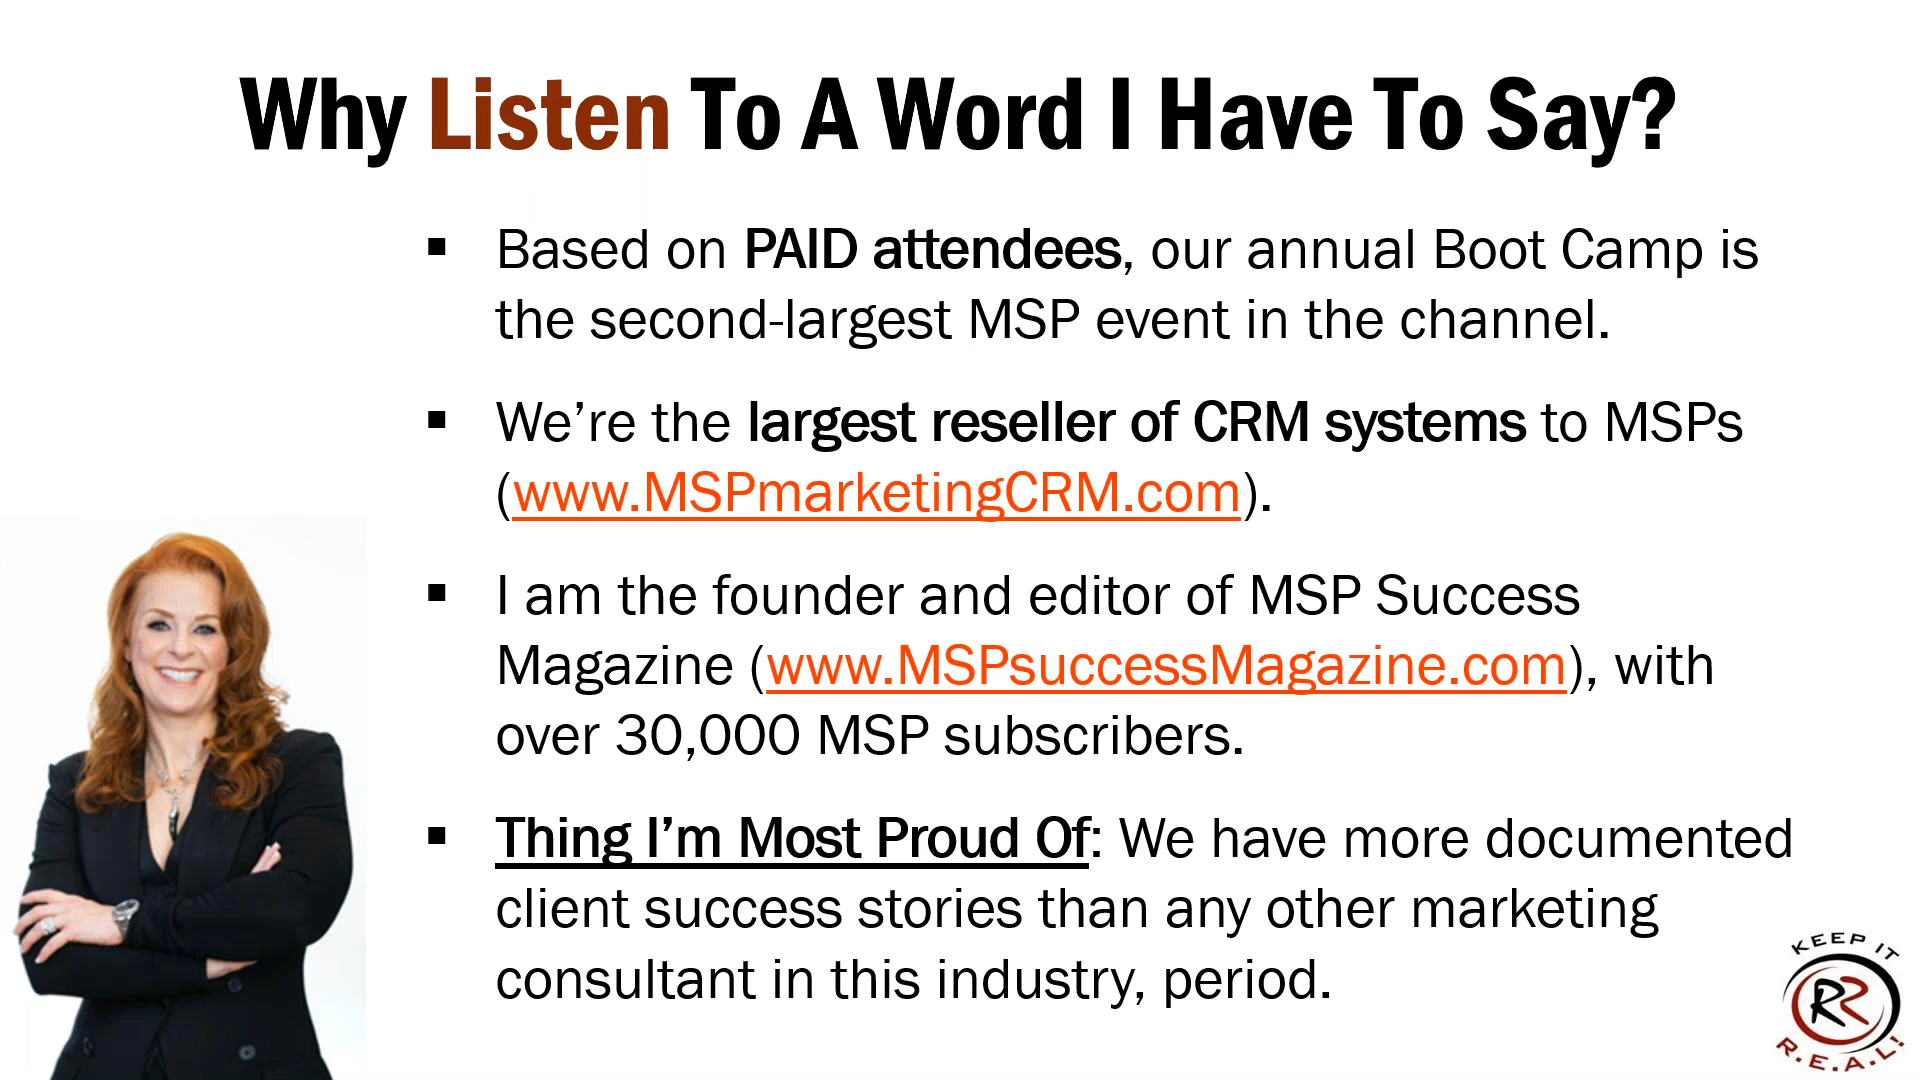 Why Listen To A Word I Have To Say?
▪ Based on PAID attendees, our annual Boot Camp is
the second-largest MSP event in the channel.
▪ We’re the largest reseller of CRM systems to MSPs
(www.MSPmarketingCRM.com).
▪ I am the founder and editor of MSP Success
Magazine (www.MSPsuccessMagazine.com), with
over 30,000 MSP subscribers.
▪ Thing I’m Most Proud Of: We have more documented
client success stories than any other marketing
consultant in this industry, period.
KEEP IT
RR
R.E.A.L!